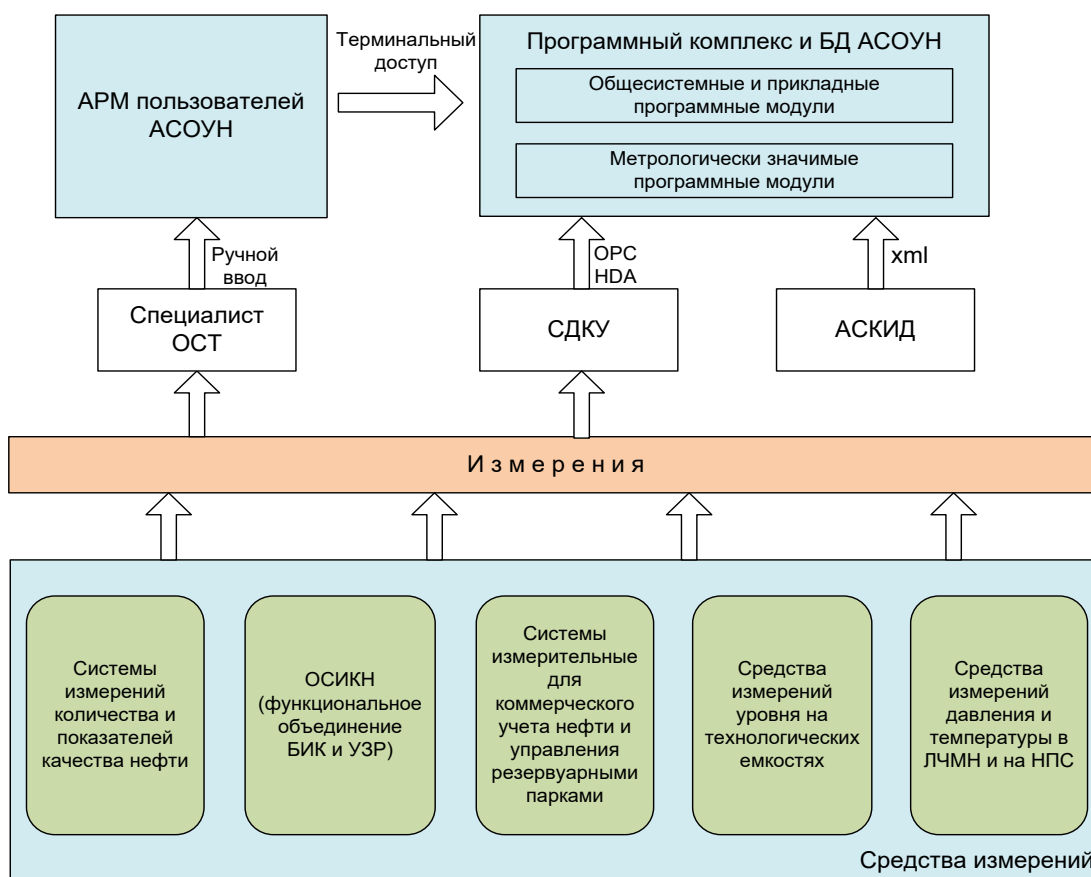 АРМ пользователей
АСОУН
Терминальный
доступ
Программный комплекс и БД АСОУН
Общесистемные и прикладные
программные модули
Метрологически значимые
программные модули
Ручной
ввод
OPC
HDA
xml
Специалист
ОСТ
СДКУ
АСКИД
И з м е р е н и я
Системы
измерений
количества и
показателей
качества нефти
ОСИКН
(функциональное
объединение
БИК и УЗР)
Системы
измерительные
для
коммерческого
учета нефти и
управления
резервуарными
парками
Средства
измерений
уровня на
технологических
емкостях
Средства
измерений
давления и
температуры в
ЛЧМН и на НПС
Средства измерений